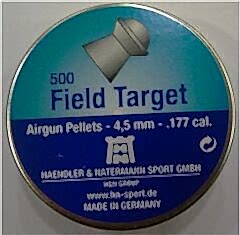 500
Field Target
Airgun Pellets - 4,5 mm - .177 cal.
HAENDLER & NATERMANN SPORT GMBH
H&N GROUP
www.hn-sport.de
MADE IN GERMANY